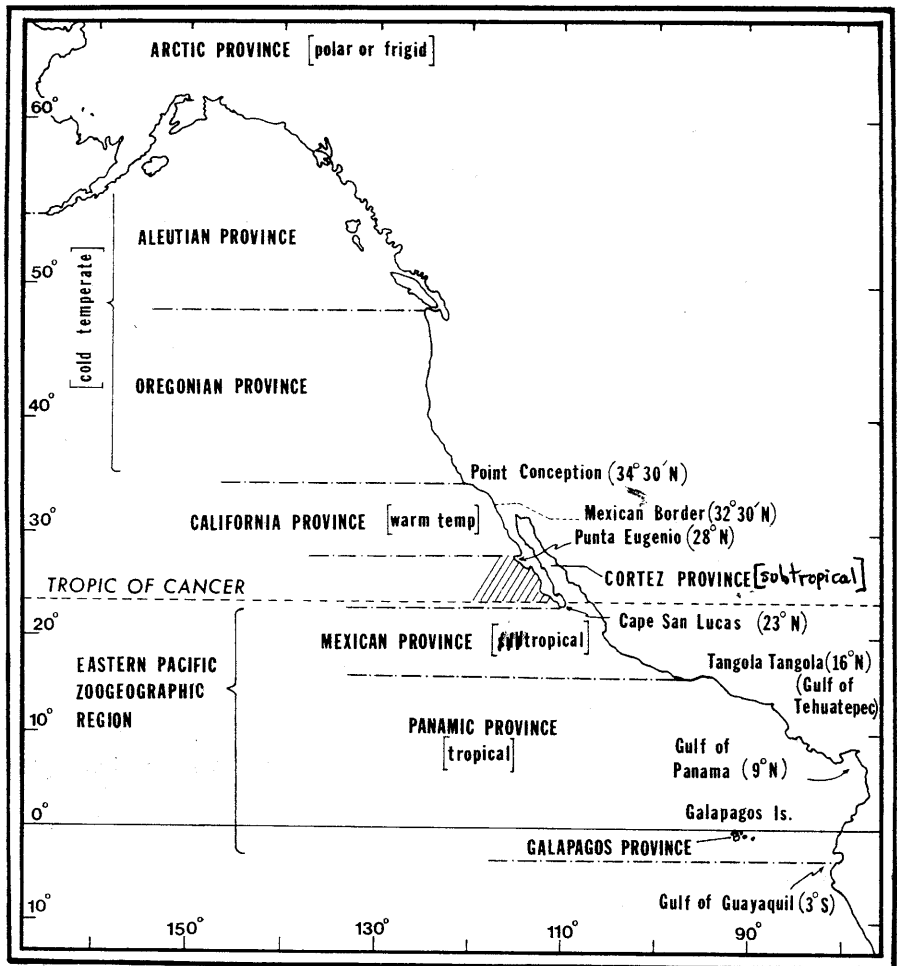 ARCTIC PROVINCE [polar or frigid]
60°
ALEUTIAN PROVINCE
50°
[cold temperate]
OREGONIAN PROVINCE
40°
Point Conception (34°30'N)
Mexican Border (32°30'N)
30°
CALIFORNIA PROVINCE [warm temp]
Punta Eugenio (28°N)
CORTEZ PROVINCE [subtropical]
TROPIC OF CANCER
Cape San Lucas (23°N)
20°
MEXICAN PROVINCE [tropical]
EASTERN PACIFIC
ZOOGEOGRAPHIC
REGION
Tangola Tangola (16°N)
(Gulf of
Tehuatepec)
PANAMIC PROVINCE
[tropical]
10°
Gulf of
Panama (9°N)
Galapagos Is.
0°
GALAPAGOS PROVINCE
Gulf of Guayaquil (3°S)
10°
150°
130°
110°
90°